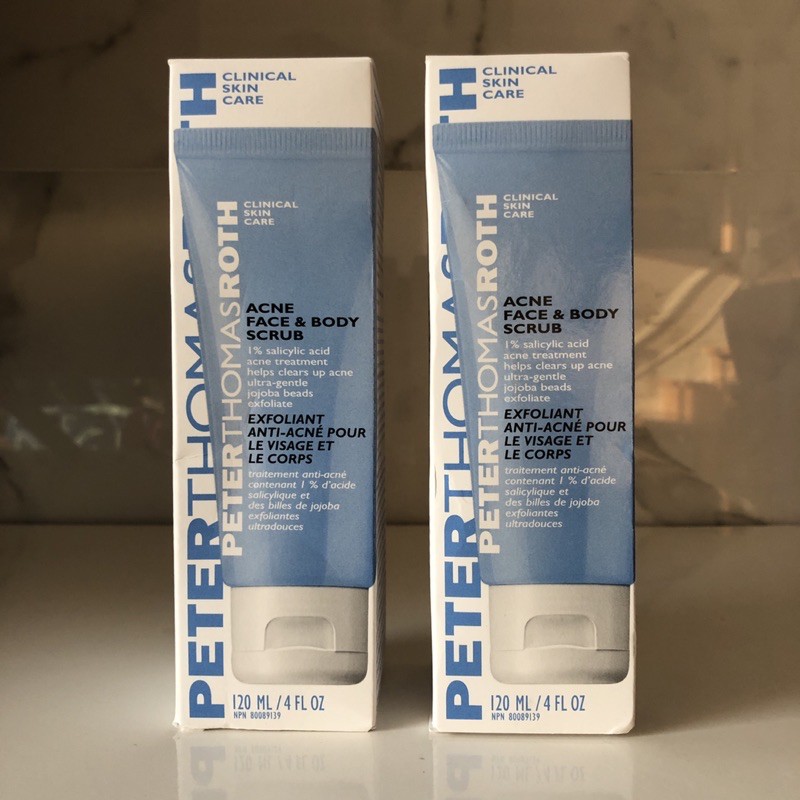 CLINICAL
SKIN
CARE
PETERTHOMAS
TH
CLINICAL
SKIN
CARE
PETERTHOMASROTH
ACNE
FACE & BODY
SCRUB
1% salicylic acid
acne treatment
helps clears up acne
ultra-gentle
jojoba beads
exfoliate
EXFOLIANT
ANTI-ACNÉ POUR
LE VISAGE ET
LE CORPS
traitement anti-acné
contenant 1 % d'acide
salicylique et
des billes de jojoba
exfoliantes
ultradouces
120 ML / 4 FL OZ
NPN 80089139
CLINICAL
SKIN
CARE
PETERTHOMAS
TH
CLINICAL
SKIN
CARE
PETERTHOMASROTH
ACNE
FACE & BODY
SCRUB
1% salicylic acid
acne treatment
helps clears up acne
ultra-gentle
jojoba beads
exfoliate
EXFOLIANT
ANTI-ACNÉ POUR
LE VISAGE ET
LE CORPS
traitement anti-acné
contenant 1 % d'acide
salicylique et
des billes de jojoba
exfoliantes
ultradouces
120 ML / 4 FL OZ
NPN 80089139